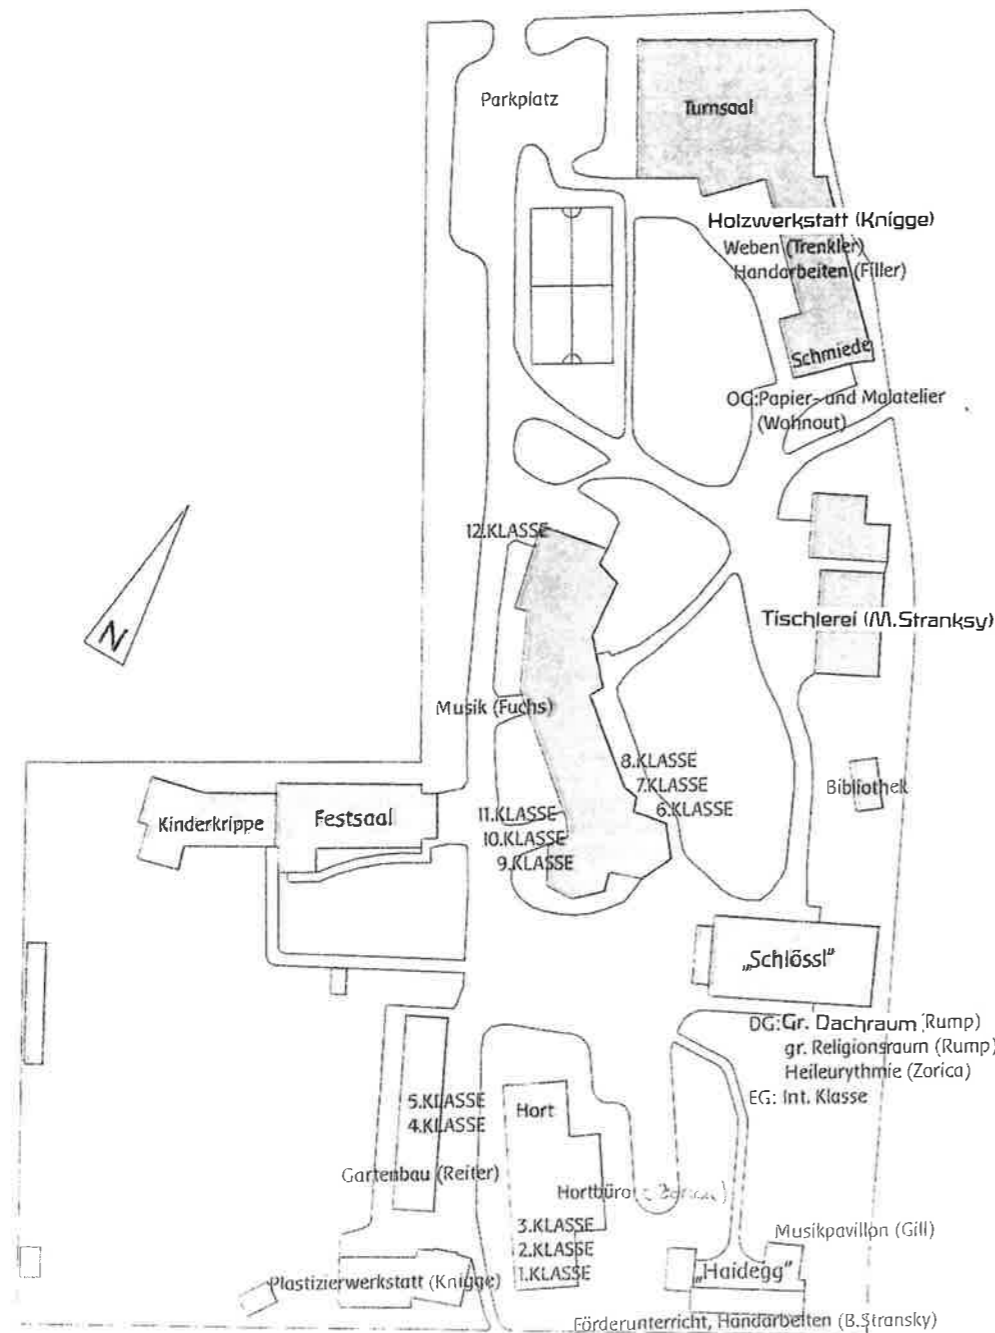 Parkplatz
Turnsaal
Holzwerkstatt (Knigge)
Weben (Trenkler)
Handarbeiten (Filler)
Schmiede
OG:Papier- und Malatelier
(Wohnout)
12.KLASSE
N
Tischlerei (M.Stranksy)
Musik (Fuchs)
8.KLASSE
7.KLASSE
6.KLASSE
Bibliothek
Kinderkrippe
Festsaal
11.KLASSE
10.KLASSE
9.KLASSE
„Schlössl"
DG:Gr. Dachraum (Rump)
gr. Religionsraum (Rump)
Heileurythmie (Zorica)
EG: Int. Klasse
5.KLASSE
4.KLASSE
Hort
Gartenbau (Reiter)
Hortbüro
3.KLASSE
2.KLASSE
1.KLASSE
Musikpavillon (Gill)
Plastizierwerkstatt (Knigge)
„Haidegg"
Förderunterricht, Handarbeiten (B.Stransky)